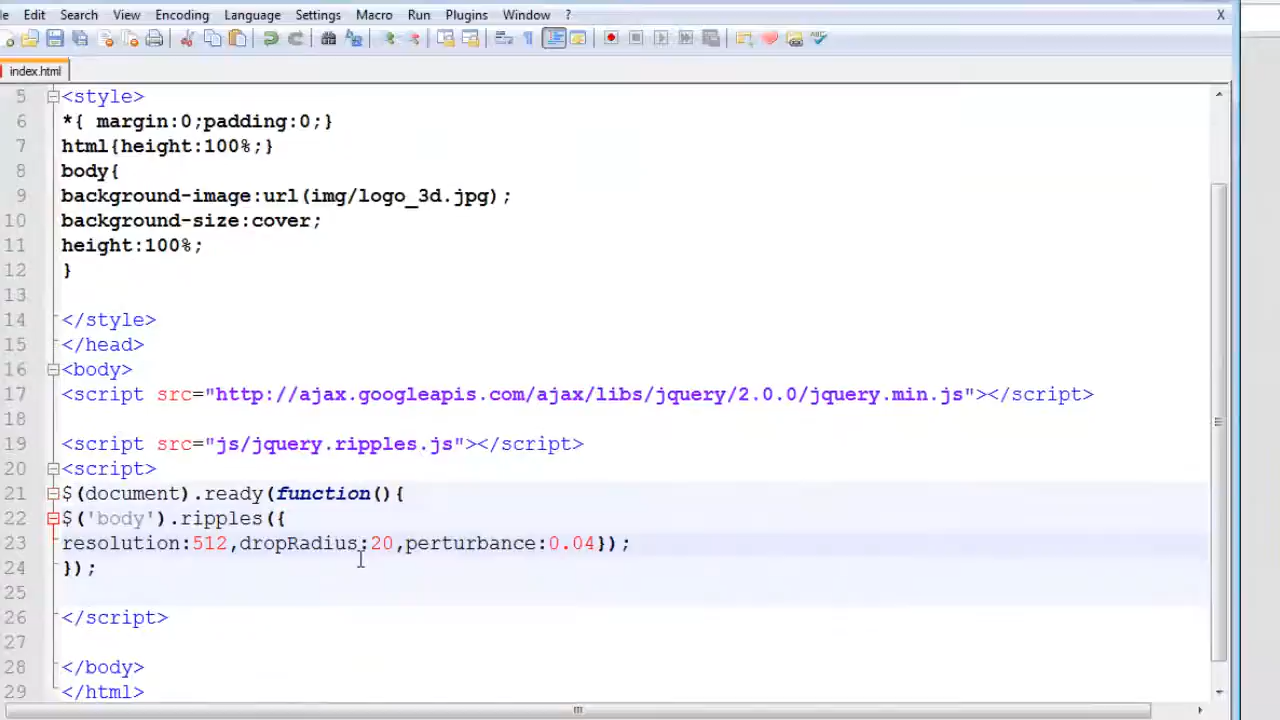 le Edit Search View Encoding Language Settings Macro Run Plugins Window ? X
index.html
5 <style>
6 *{ margin:0;padding:0;}
7 html{height:100%;}
8 body{
9 background-image:url(img/logo_3d.jpg);
10 background-size:cover;
11 height:100%;
12 }
13
14 </style>
15 </head>
16 <body>
17 <script src="http://ajax.googleapis.com/ajax/libs/jquery/2.0.0/jquery.min.js"></script>
18
19 <script src="js/jquery.ripples.js"></script>
20 <script>
21 $(document).ready(function(){
22 $('body').ripples({
23 resolution:512,dropRadius:20,perturbance:0.04});
24 });
25
26 </script>
27
28 </body>
29 </html>